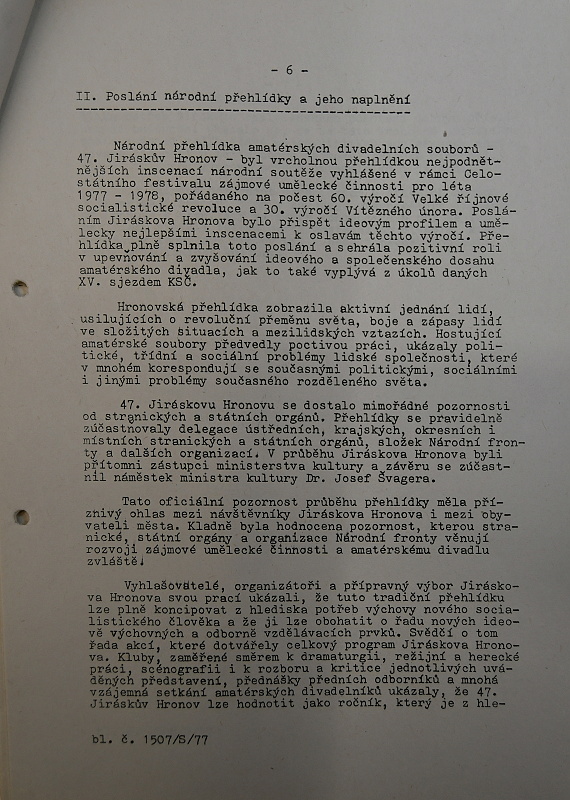 - 6 -
II. Poslání národní přehlídky a jeho naplnění
Národní přehlídka amatérských divadelních souborů -
47. Jiráskův Hronov - byl vrcholnou přehlídkou nejpodnět-
nějších inscenací národní soutěže vyhlášené v rámci Celo-
státního festivalu zájmové umělecké činnosti pro léta
1977 - 1978, pořádaného na počest 60. výročí Velké říjnové
socialistické revoluce a 30. výročí Vítězného února. Poslá-
ním Jiráskova Hronova bylo přispět ideovým profilem a umě-
lecky nejlepšími inscenacemi k oslavám těchto výročí. Pře-
hlídka plně splnila toto poslání a sehrála pozitivní roli
v upevňování a zvyšování ideového a společenského dosahu
amatérského divadla, jak to také vyplývá z úkolů daných
XV. sjezdem KSČ.
Hronovská přehlídka zobrazila aktivní jednání lidí,
usilujících o revoluční přeměnu světa, boje a zápasy lidí
ve složitých situacích a mezilidských vztazích. Hostující
amatérské soubory předvedly poctivou práci, ukázaly poli-
tické, třídní a sociální problémy lidské společnosti, které
v mnohém korespondují se současnými politickými, sociálními
i jinými problémy současného rozděleného světa.
47. Jiráskovu Hronovu se dostalo mimořádné pozornosti
od stranických a státních orgánů. Přehlídky se pravidelně
zúčastňovaly delegace ústředních, krajských, okresních i
místních stranických a státních orgánů, složek Národní fron-
ty a dalších organizací. V průběhu Jiráskova Hronova byli
přítomni zástupci ministerstva kultury a závěru se zúčast-
nil náměstek ministra kultury Dr. Josef Švagera.
Tato oficiální pozornost průběhu přehlídky měla pří-
znivý ohlas mezi návštěvníky Jiráskova Hronova i mezi oby-
vateli města. Kladně byla hodnocena pozornost, kterou stra-
nické, státní orgány a organizace Národní fronty věnují
rozvoji zájmové umělecké činnosti a amatérskému divadlu
zvláště.
Vyhlašovatelé, organizátoři a přípravný výbor Jirásko-
va Hronova svou prací ukázali, že tuto tradiční přehlídku
lze plně koncipovat z hlediska potřeb výchovy nového socia-
listického člověka a že ji lze obohatit o řadu nových ideo-
vě výchovných a odborně vzdělávacích prvků. Svědčí o tom
řada akcí, které dotvářely celkový program Jiráskova Hrono-
va. Kluby, zaměřené směrem k dramaturgii, režijní a herecké
práci, scénografii i k rozboru a kritice jednotlivých uvá-
děných představení, přednášky předních odborníků a mnohá
vzájemná setkání amatérských divadelníků ukázaly, že 47.
Jiráskův Hronov lze hodnotit jako ročník, který je z hle-
bl. č. 1507/S/77